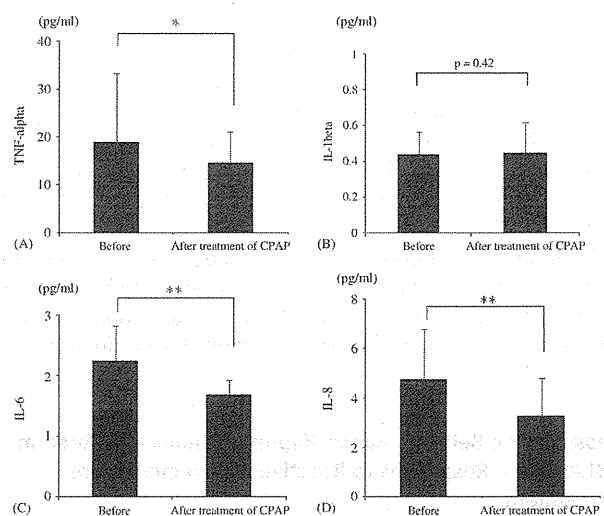 (pg/ml)
*
40
30
20
10
0
TNF-alpha
(A)
Before
After treatment of CPAP
(pg/ml)
p = 0.42
1
0.8
0.6
0.4
0.2
0
IL-1beta
(B)
Before
After treatment of CPAP
(pg/ml)
**
3
2
1
0
IL-6
(C)
Before
After treatment of CPAP
(pg/ml)
**
8
6
4
2
0
IL-8
(D)
Before
After treatment of CPAP